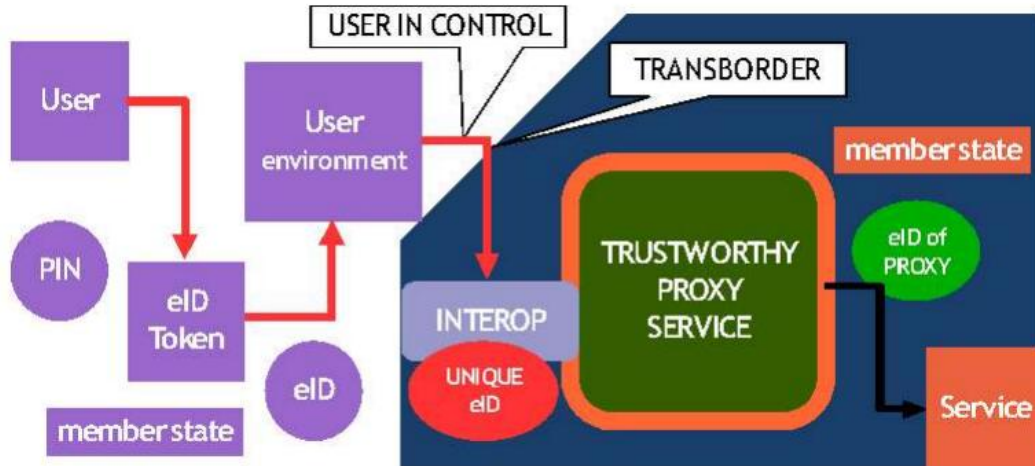 USER IN CONTROL
TRANSBORDER
User
User
environment
member state
PIN
eID
Token
eID
member state
INTEROP
UNIQUE
eID
TRUSTWORTHY
PROXY
SERVICE
eID of
PROXY
Service